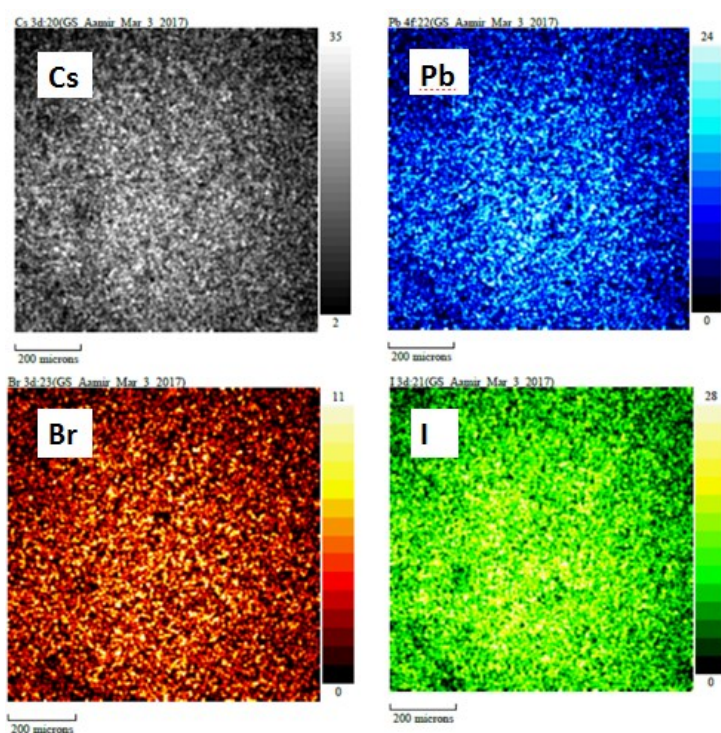 Cs 3d:20(GS_Aamir_Mar_3_2017)
35
Cs
2
200 microns
Pb 4f:22(GS_Aamir_Mar_3_2017)
24
Pb
0
200 microns
Br 3d:23(GS_Aamir_Mar_3_2017)
11
Br
0
200 microns
I 3d:21(GS_Aamir_Mar_3_2017)
28
I
0
200 microns